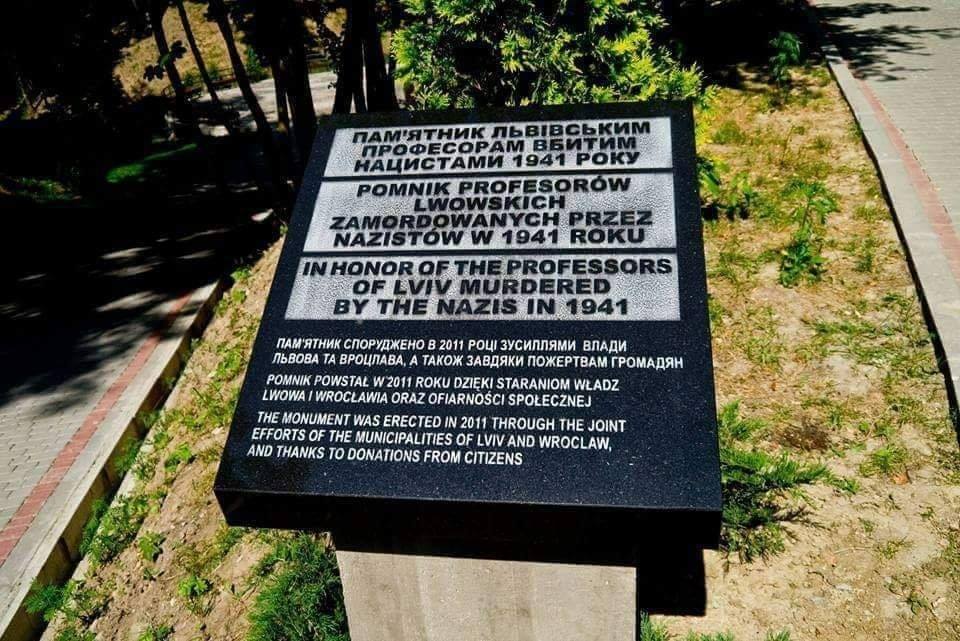 ПАМ'ЯТНИК ЛЬВІВСЬКИМ
ПРОФЕСОРАМ ВБИТИМ
НАЦИСТАМИ 1941 РОКУ
POMNIK PROFESORÓW
LWOWSKICH
ZAMORDOWANYCH PRZEZ
NAZISTÓW W 1941 ROKU
IN HONOR OF THE PROFESSORS
OF LVIV MURDERED
BY THE NAZIS IN 1941
ПАМ'ЯТНИК СПОРУДЖЕНО В 2011 РОЦІ ЗУСИЛЛЯМИ ВЛАДИ
ЛЬВОВА ТА ВРОЦЛАВА, А ТАКОЖ ЗАВДЯКИ ПОЖЕРТВАМ ГРОМАДЯН
POMNIK POWSTAŁ W 2011 ROKU DZIĘKI STARANIOM WŁADZ
LWOWA I WROCŁAWIA ORAZ OFIARNOŚCI SPOŁECZNEJ
THE MONUMENT WAS ERECTED IN 2011 THROUGH THE JOINT
EFFORTS OF THE MUNICIPALITIES OF LVIV AND WROCLAW,
AND THANKS TO DONATIONS FROM CITIZENS